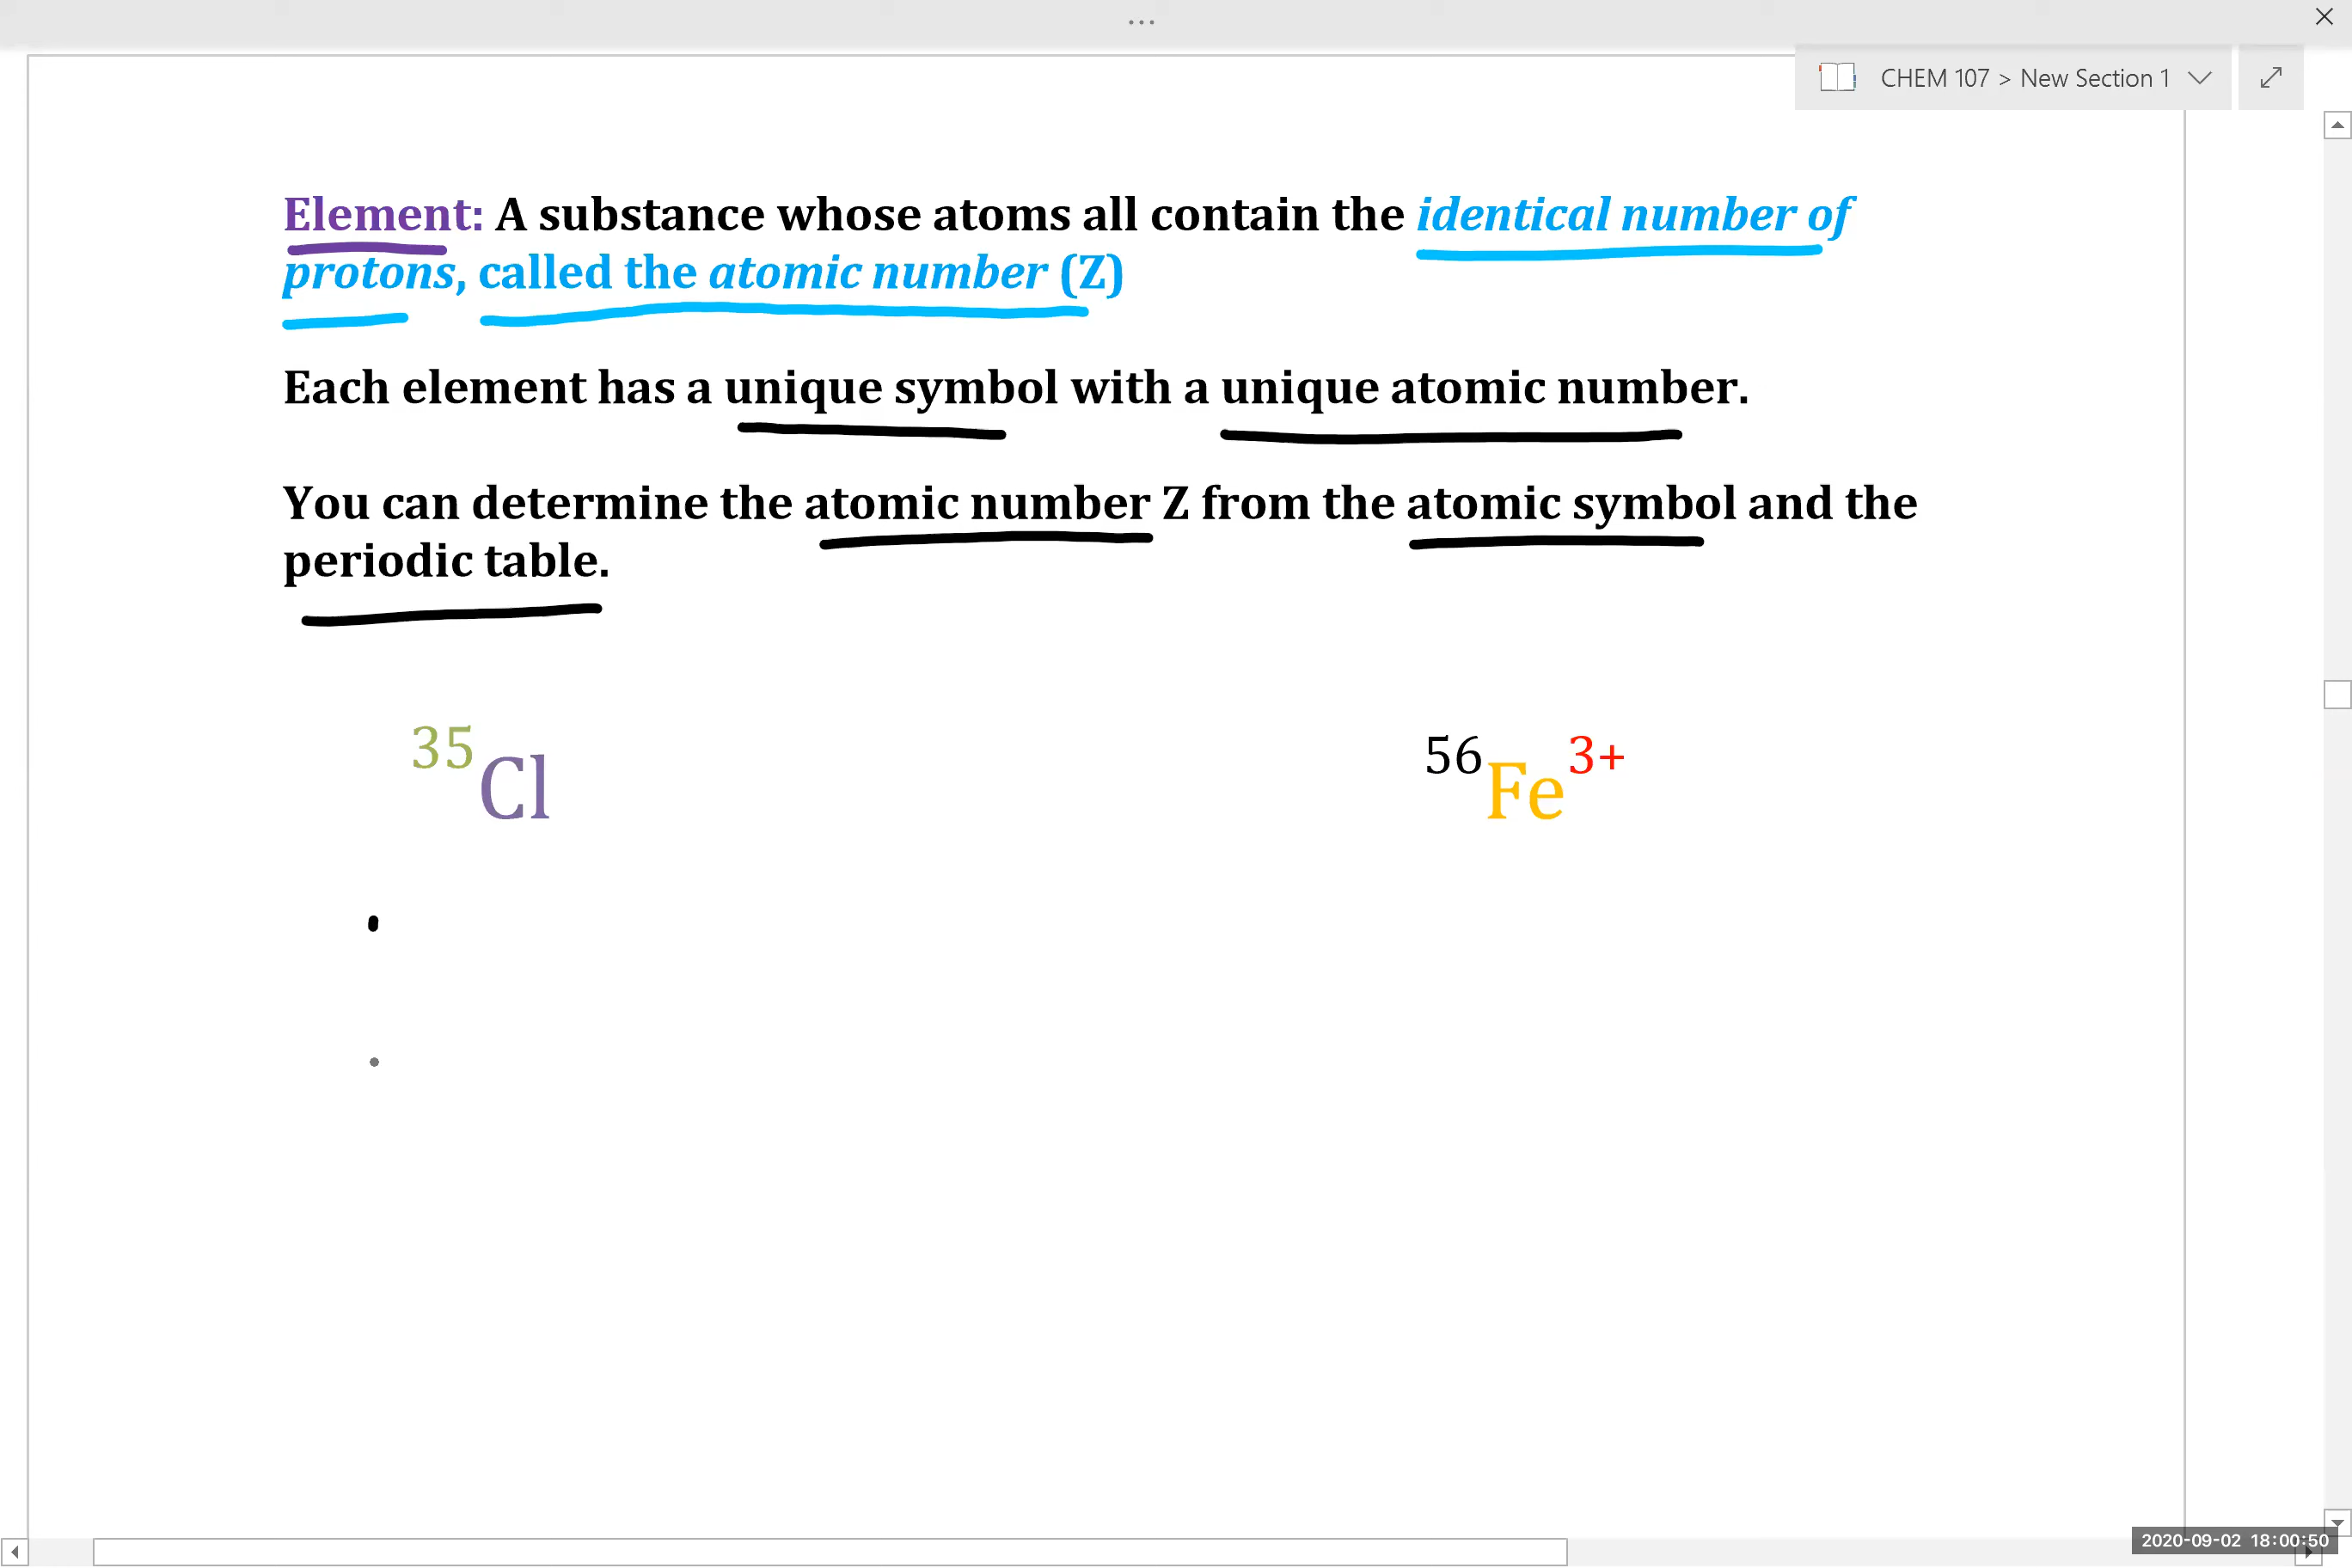 ...
CHEM 107 > New Section 1
Element: A substance whose atoms all contain the identical number of
protons, called the atomic number (Z)
Each element has a unique symbol with a unique atomic number.
You can determine the atomic number Z from the atomic symbol and the
periodic table.
35Cl
56Fe3+
2020-09-02 18:00:50